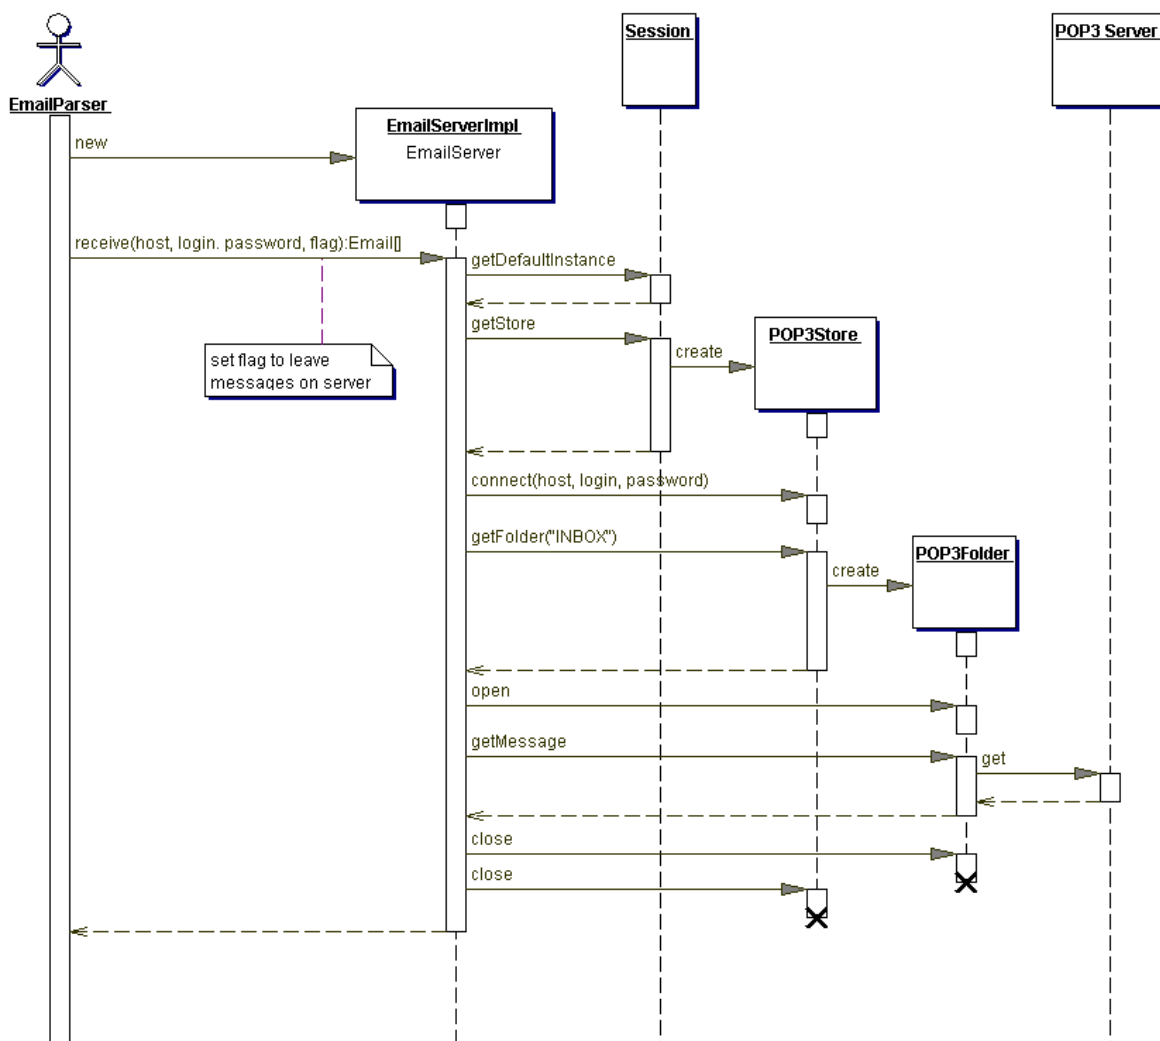 Session
POP3 Server
EmailParser
EmailServerImpl
EmailServer
new
receive(host, login. password, flag):Email[]
getDefaultInstance
getStore
POP3Store
create
set flag to leave
messages on server
connect(host, login, password)
getFolder("INBOX")
POP3Folder
create
open
getMessage
get
close
close